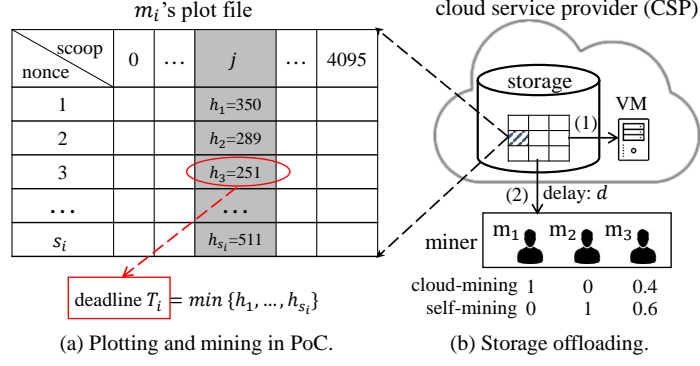 m_i's plot file
scoop
nonce
0 ... j ... 4095
1 h_1=350
2 h_2=289
3 h_3=251
... ...
s_i h_{s_i}=511
deadline T_i = min {h_1, ..., h_{s_i}}
(a) Plotting and mining in PoC.
cloud service provider (CSP)
storage
VM
(1)
(2) delay: d
miner m_1 m_2 m_3
cloud-mining 1 0 0.4
self-mining 0 1 0.6
(b) Storage offloading.